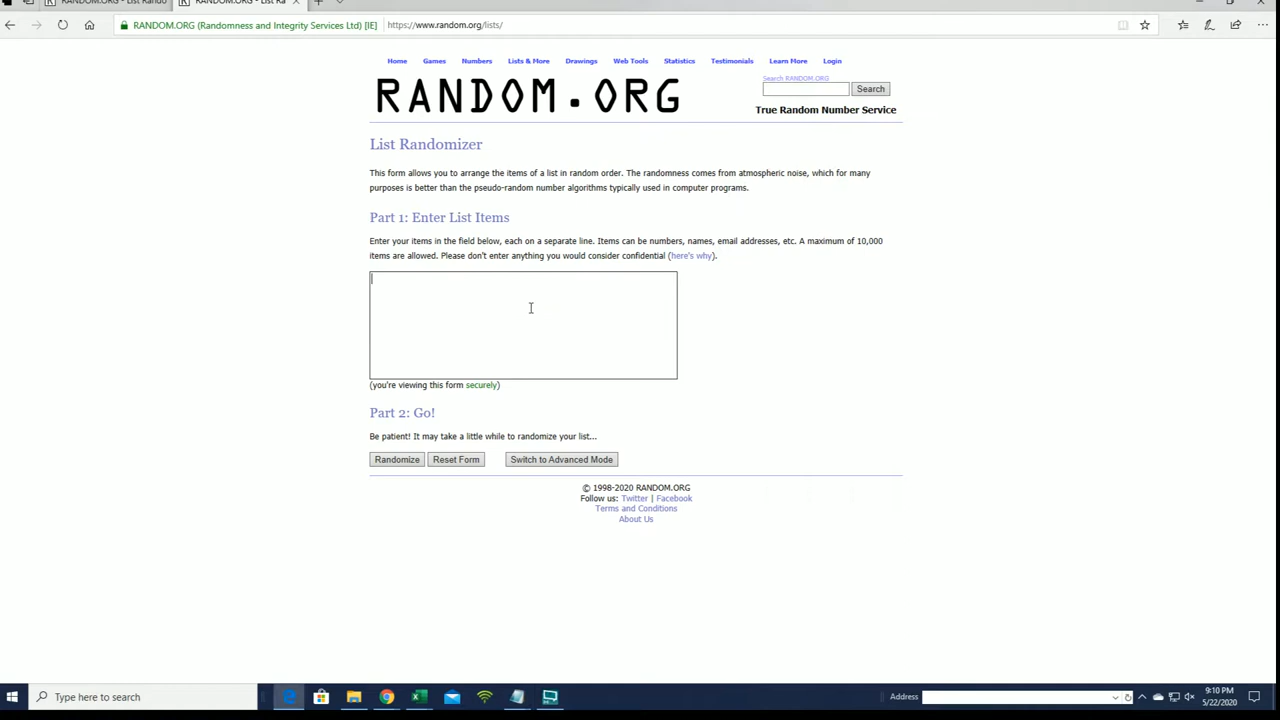 RANDOM.ORG - List Rando
RANDOM.ORG - List Ra
RANDOM.ORG (Randomness and Integrity Services Ltd) [IE]
https://www.random.org/lists/
Home Games Numbers Lists & More Drawings Web Tools Statistics Testimonials Learn More Login
RANDOM.ORG
Search RANDOM.ORG
Search
True Random Number Service
List Randomizer
This form allows you to arrange the items of a list in random order. The randomness comes from atmospheric noise, which for many
purposes is better than the pseudo-random number algorithms typically used in computer programs.
Part 1: Enter List Items
Enter your items in the field below, each on a separate line. Items can be numbers, names, email addresses, etc. A maximum of 10,000
items are allowed. Please don't enter anything you would consider confidential (here's why).
(you're viewing this form securely)
Part 2: Go!
Be patient! It may take a little while to randomize your list...
Randomize Reset Form Switch to Advanced Mode
© 1998-2020 RANDOM.ORG
Follow us: Twitter | Facebook
Terms and Conditions
About Us
Type here to search
Address
9:10 PM
5/22/2020